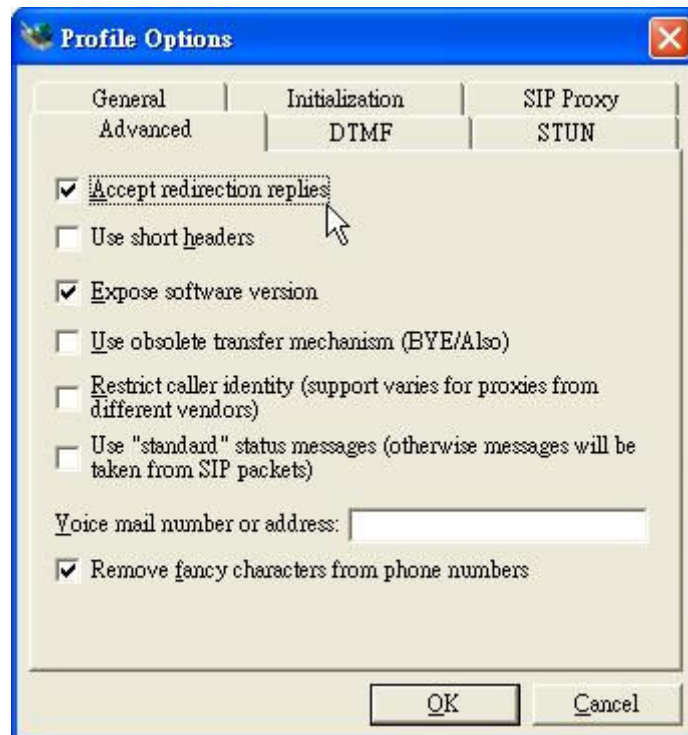 Profile Options
General
Initialization
SIP Proxy
Advanced
DTMF
STUN
Accept redirection replies
Use short headers
Expose software version
Use obsolete transfer mechanism (BYE/Also)
Restrict caller identity (support varies for proxies from
different vendors)
Use "standard" status messages (otherwise messages will be
taken from SIP packets)
Voice mail number or address:
Remove fancy characters from phone numbers
OK
Cancel